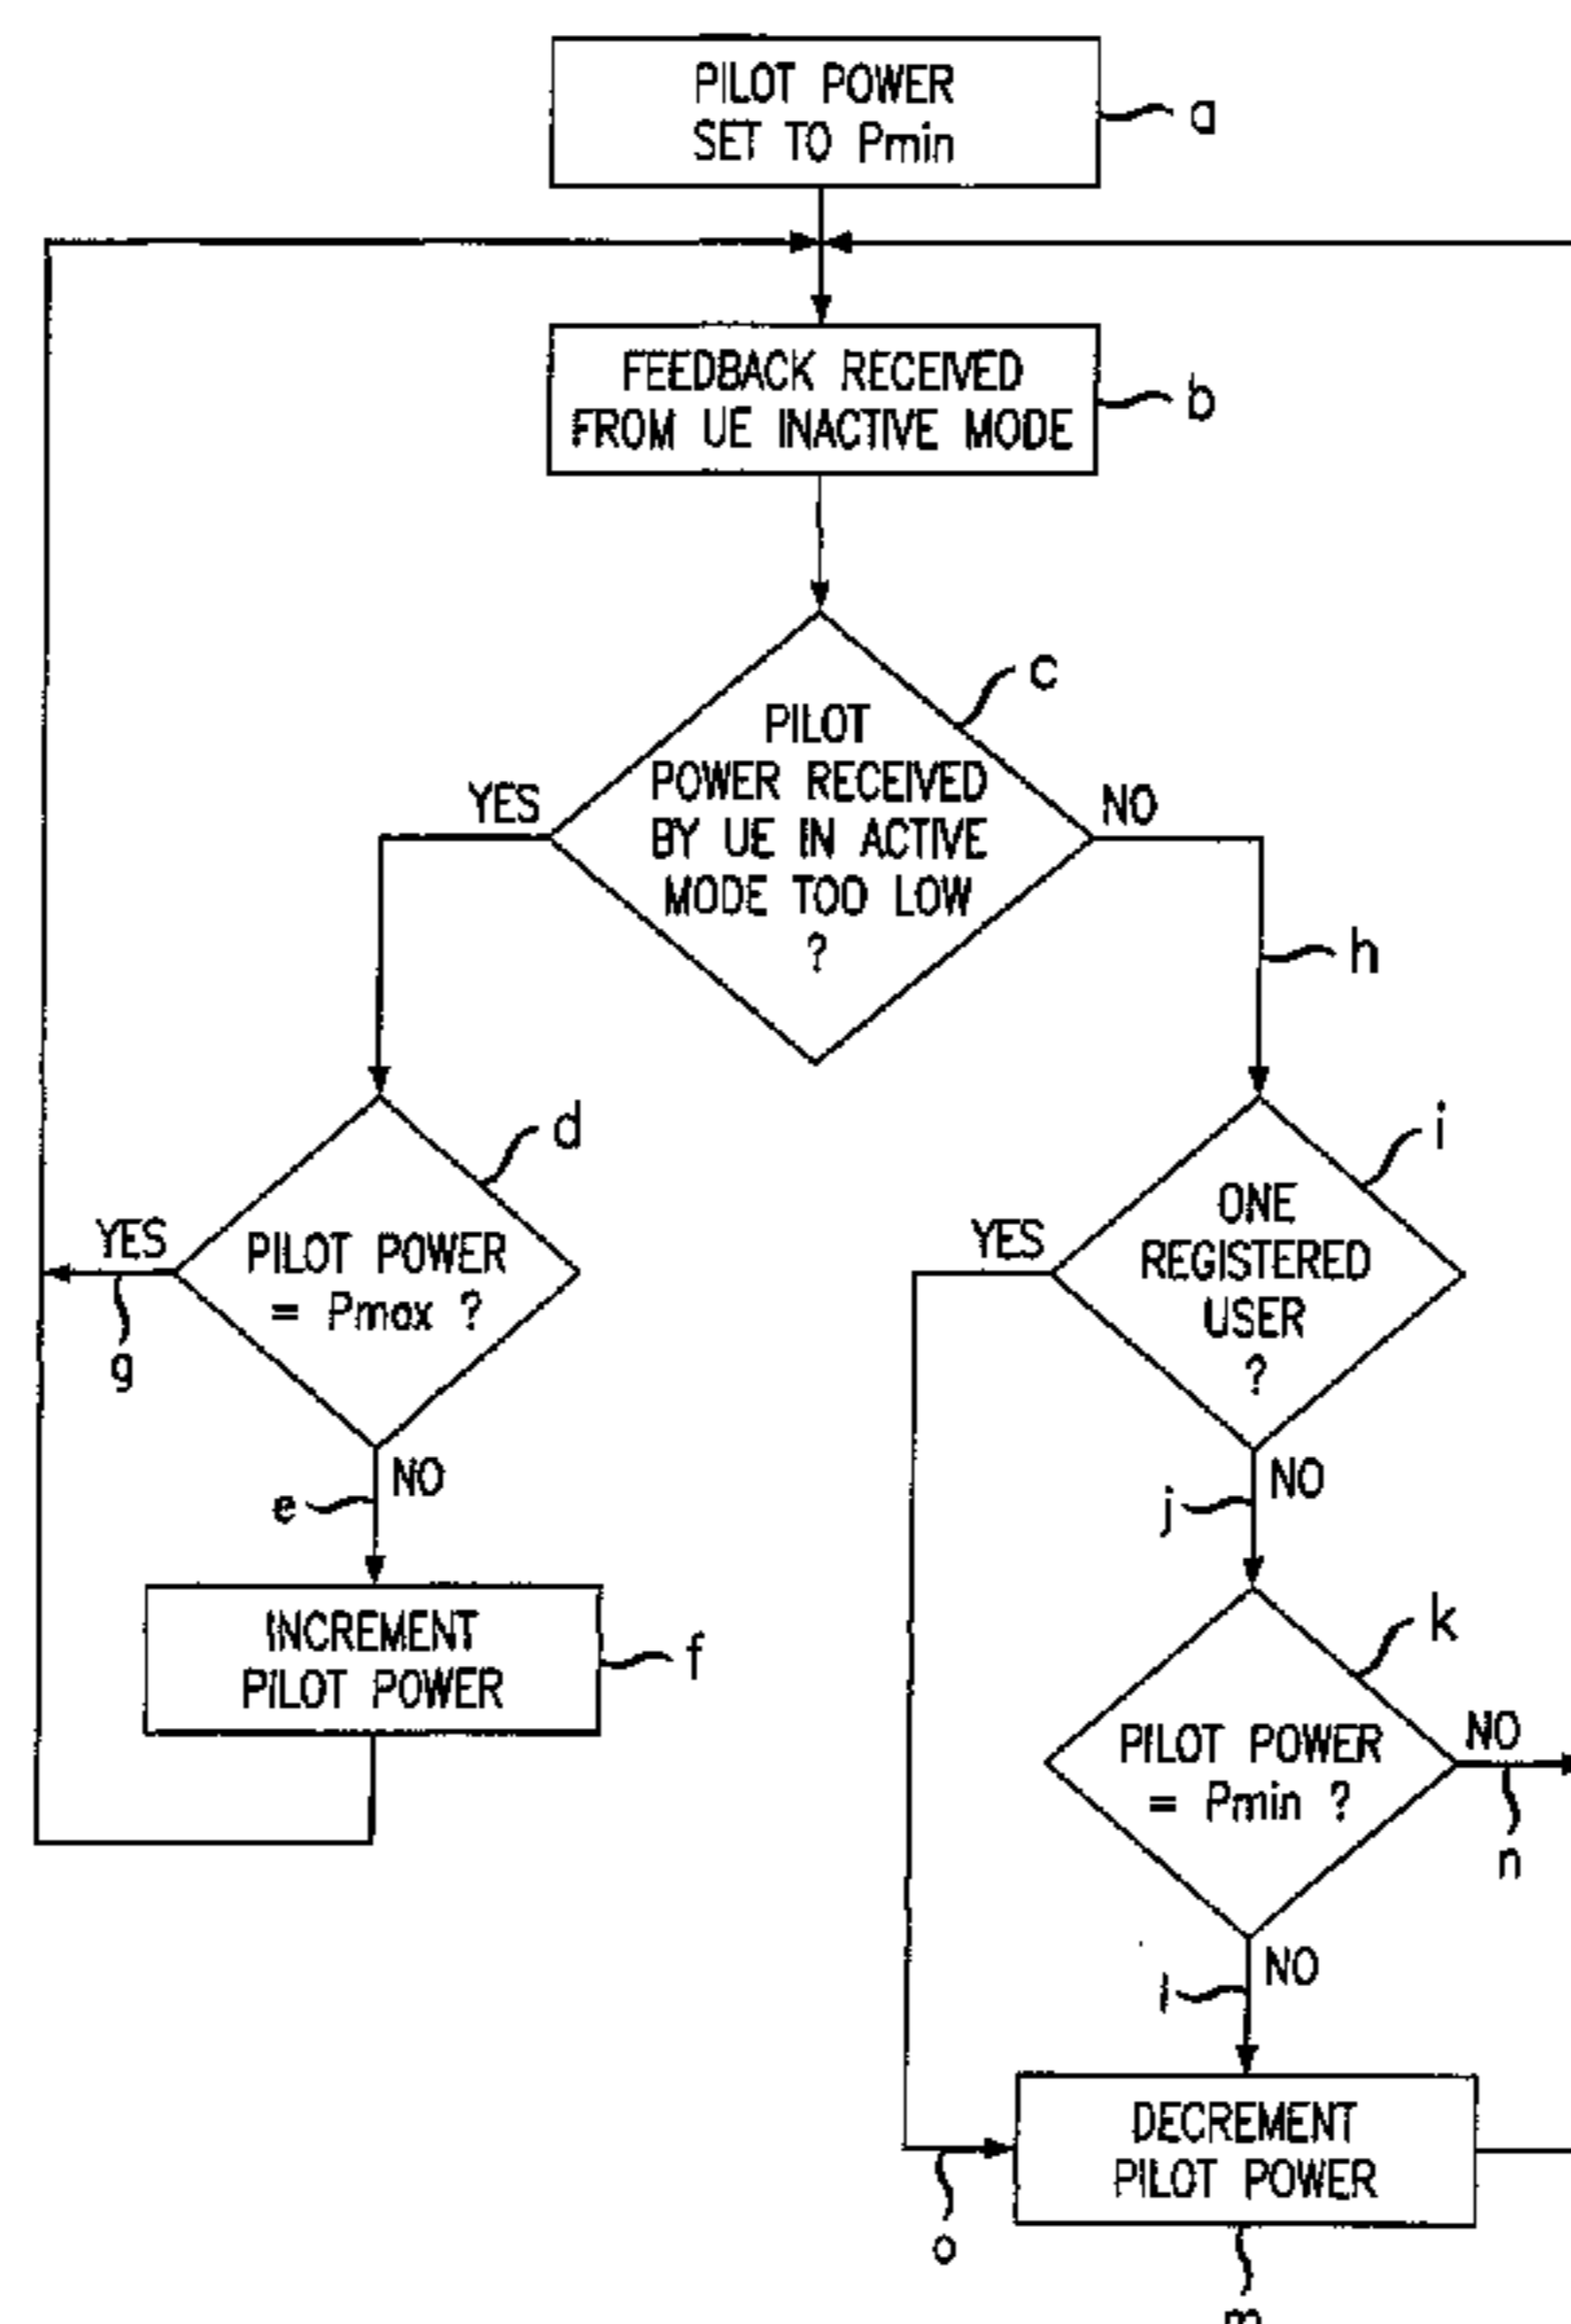 PILOT POWER
SET TO Pmin
a
FEEDBACK RECEIVED
FROM UE INACTIVE MODE
b
c
PILOT
POWER RECEIVED
BY UE IN ACTIVE
MODE TOO LOW
?
YES
NO
h
d
i
YES
PILOT POWER
= Pmax ?
g
YES
ONE
REGISTERED
USER
?
NO
e
NO
j
INCREMENT
PILOT POWER
f
k
PILOT POWER
= Pmin ?
NO
n
NO
l
DECREMENT
PILOT POWER
o
m